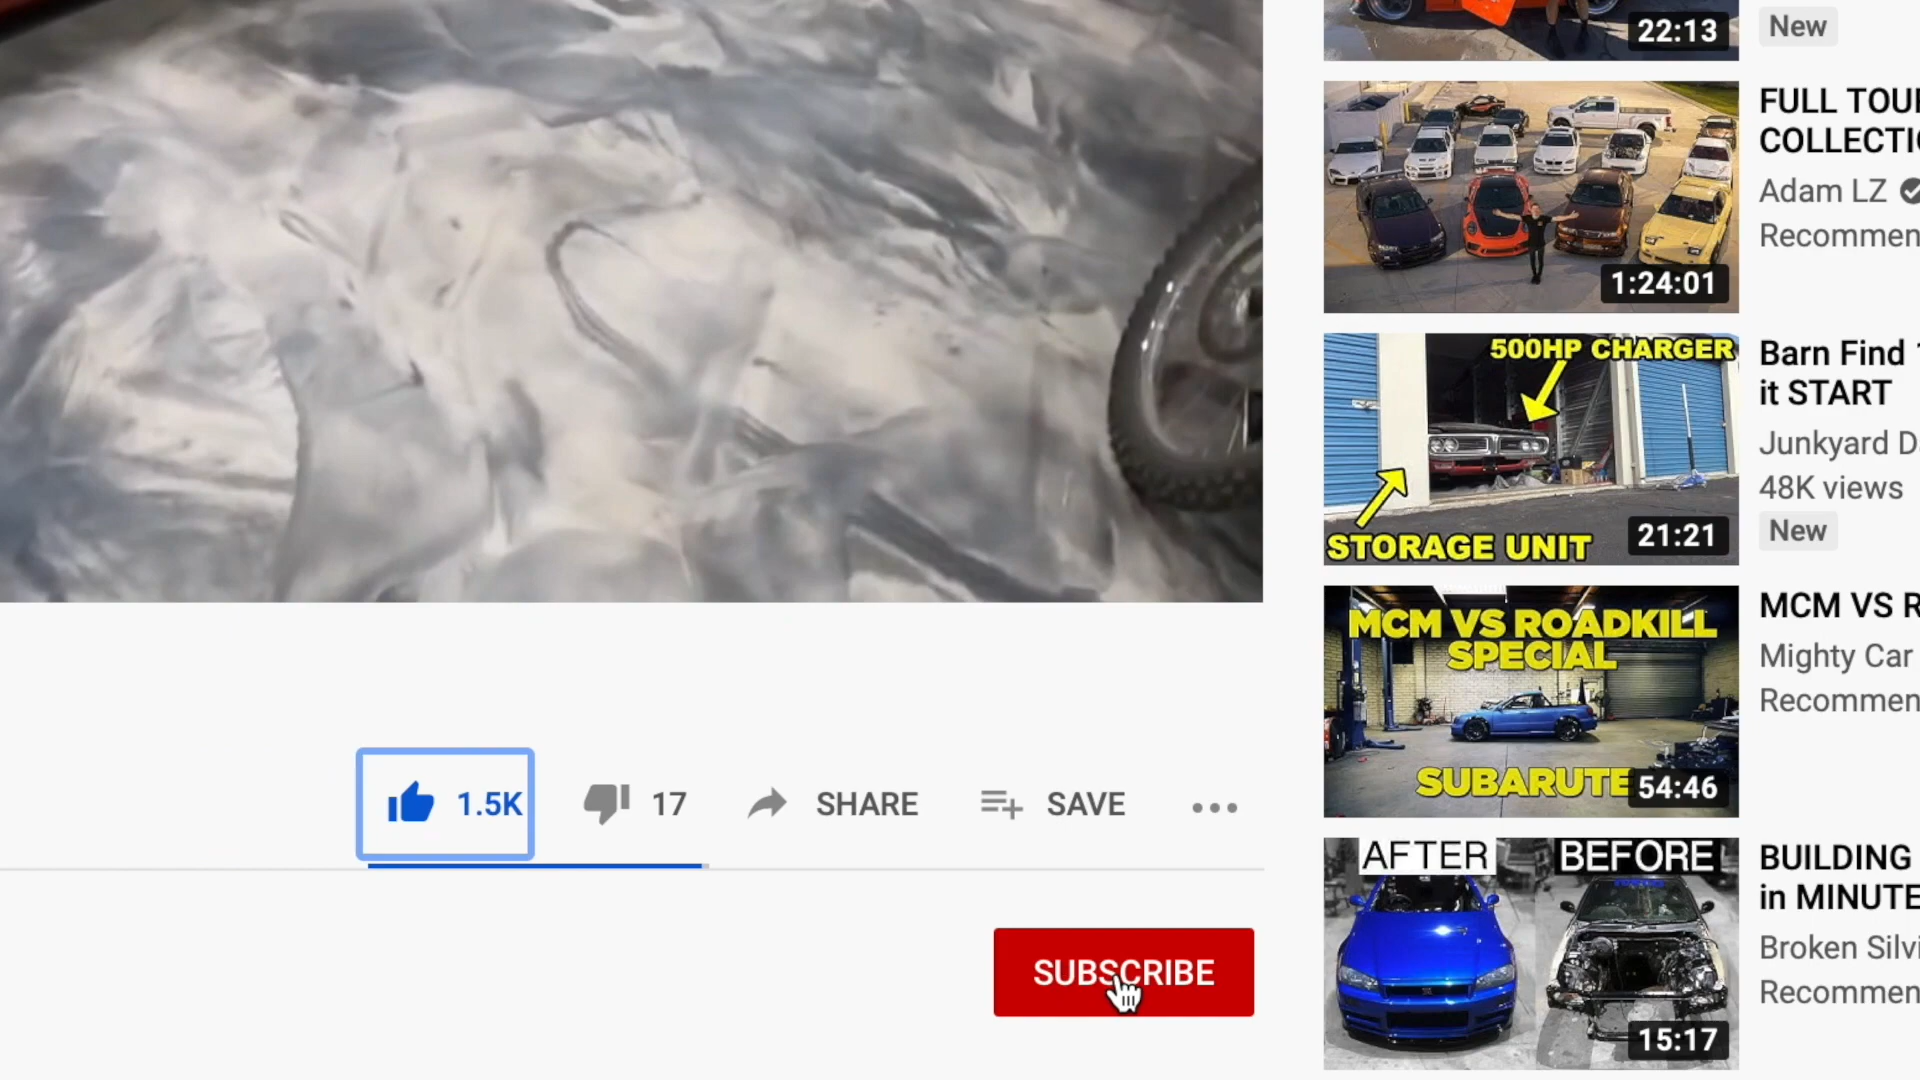 22:13
New
FULL TOUR
COLLECTIO
Adam LZ
Recommen
1:24:01
500HP CHARGER
STORAGE UNIT
21:21
Barn Find
it START
Junkyard D
48K views
New
MCM VS ROADKILL
SPECIAL
SUBARUTE
54:46
MCM VS R
Mighty Car
Recommen
1.5K
17
SHARE
SAVE
SUBSCRIBE
AFTER
BEFORE
15:17
BUILDING
in MINUTE
Broken Silvi
Recommen